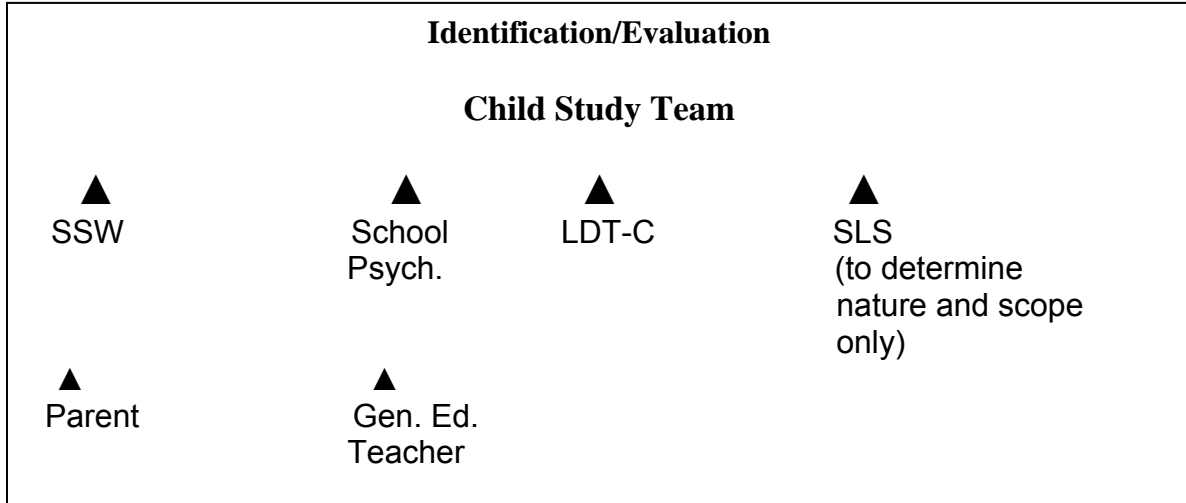 Identification/Evaluation
Child Study Team
▲ ▲ ▲ ▲
SSW School LDT-C SLS
Psych. (to determine
nature and scope
only)
▲ ▲
Parent Gen. Ed.
Teacher